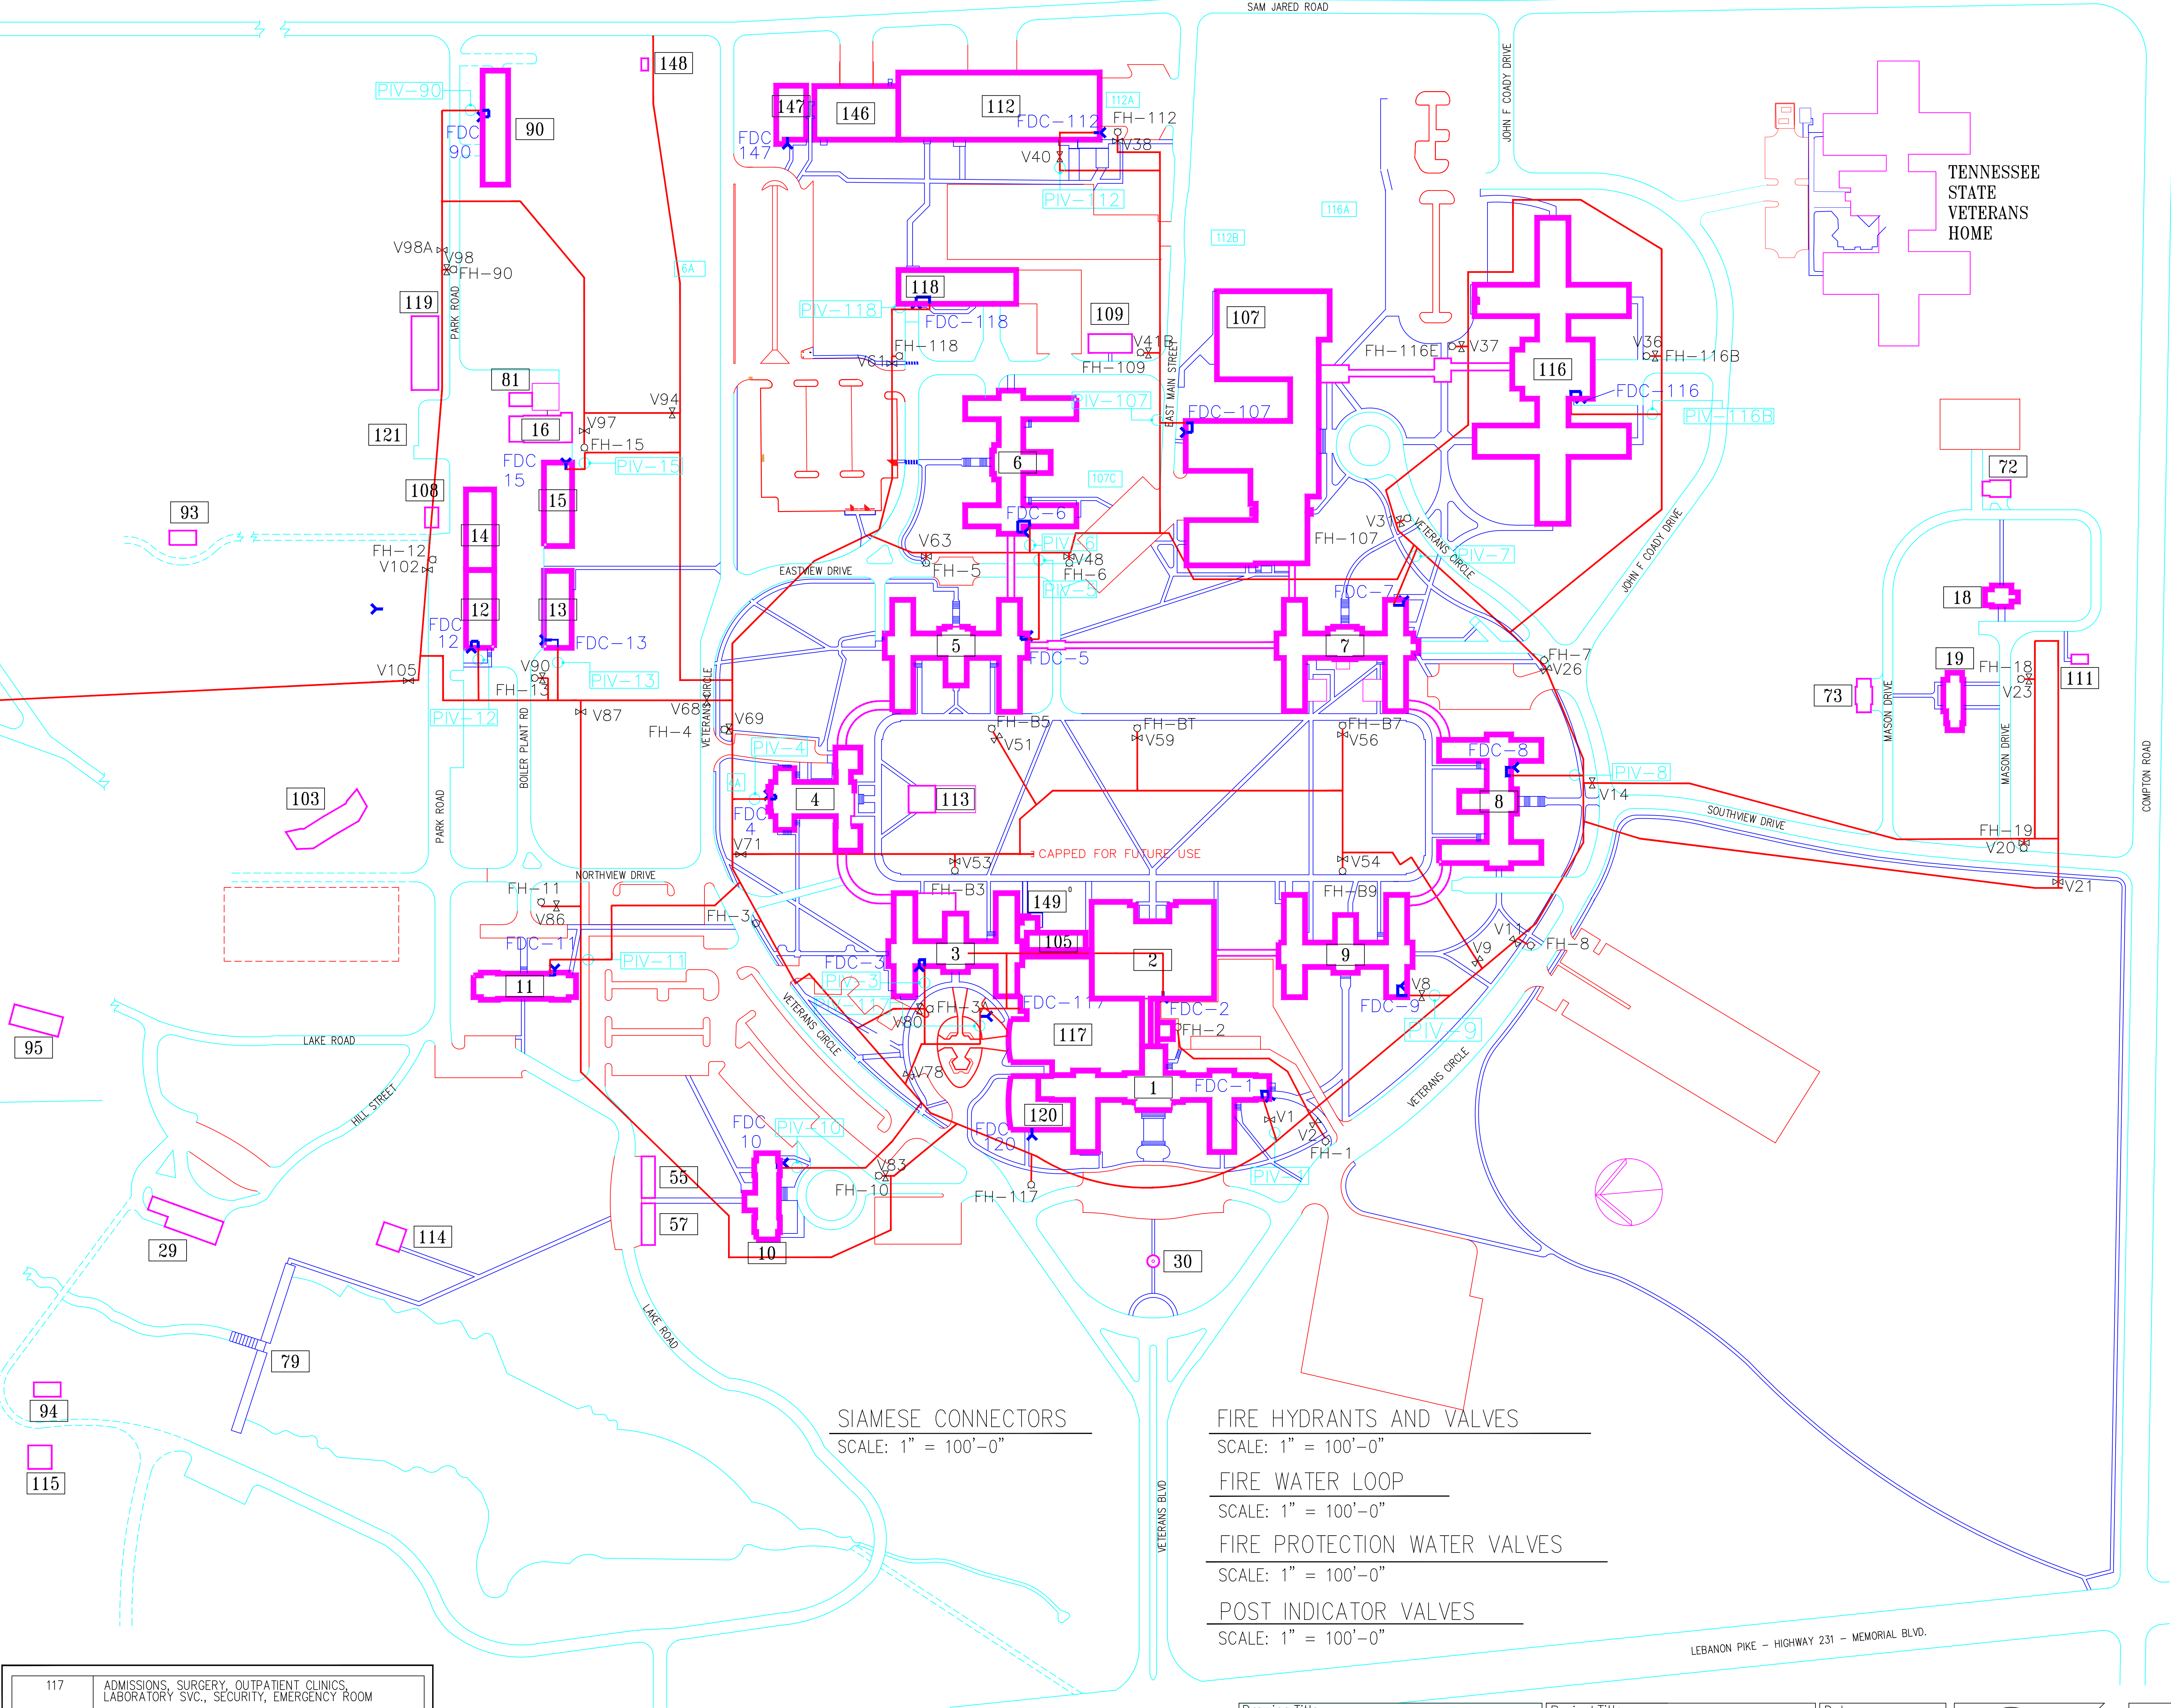 SAM JARED ROAD
JOHN F COADY DRIVE
148
PIV-90
FDC
90
90
147
146
112
112A
FDC-112
FH-112
V38
V40
FDC
147
PIV-112
116A
112B
TENNESSEE
STATE
VETERANS
HOME
V98A
V98
FH-90
6A
PARK ROAD
119
118
PIV-118
FDC-118
FH-118
V61
109
V41B
FH-109
EAST MAIN STREET
107
FH-116E
V37
116
V36
FH-116B
FDC-116
PIV-116B
81
16
V94
V97
FH-15
121
FDC
15
PIV-15
PIV-107
FDC-107
6
107C
15
108
93
14
72
FH-12
V102
FDC-6
PIV-6
V63
FH-5
V48
FH-6
PIV-5
V31
FH-107
VETERANS CIRCLE
PIV-7
JOHN F COADY DRIVE
EASTVIEW DRIVE
12
13
FDC
12
FDC-13
5
FDC-5
FDC-7
7
18
FH-7
V26
19
FH-18
V23
111
73
V105
V90
FH-13
PIV-13
PIV-12
V87
V68
FH-4
V69
VETERANS CIRCLE
BOILER PLANT RD
PARK ROAD
PIV-4
4A
4
FDC
4
V71
FH-B5
V51
FH-BT
V59
FH-B7
V56
113
FDC-8
8
PIV-8
V14
SOUTHVIEW DRIVE
MASON DRIVE
MASON DRIVE
COMPTON ROAD
FH-19
V20
V21
103
CAPPED FOR FUTURE USE
V53
FH-B3
V54
FH-B9
NORTHVIEW DRIVE
FH-11
V86
FH-3
149
105
3
2
9
V9
V11
FH-8
FDC-11
PIV-11
11
FDC-3
PIV-3
PIV-117
FH-3A
V80
FDC-117
117
FDC-2
FH-2
V8
FDC-9
PIV-9
95
LAKE ROAD
VETERANS CIRCLE
VETERANS CIRCLE
V78
HILL STREET
FDC
10
PIV-10
120
FDC
120
1
FDC-1
V1
V2
FH-1
PIV-1
V83
FH-10
FH-117
55
57
10
29
114
30
79
LAKE ROAD
94
115
VETERANS BLVD
SIAMESE CONNECTORS
SCALE: 1" = 100'-0"
FIRE HYDRANTS AND VALVES
SCALE: 1" = 100'-0"
FIRE WATER LOOP
SCALE: 1" = 100'-0"
FIRE PROTECTION WATER VALVES
SCALE: 1" = 100'-0"
POST INDICATOR VALVES
SCALE: 1" = 100'-0"
LEBANON PIKE - HIGHWAY 231 - MEMORIAL BLVD.
117 ADMISSIONS, SURGERY, OUTPATIENT CLINICS,
LABORATORY SVC., SECURITY, EMERGENCY ROOM